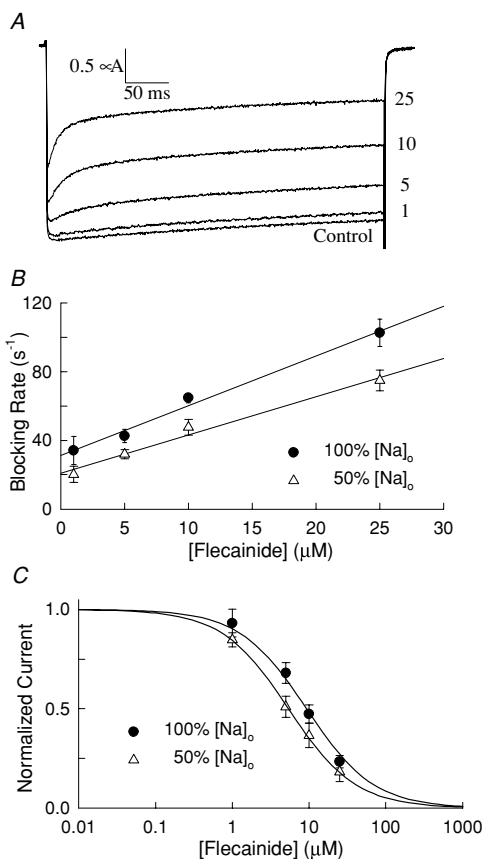 A
0.5 ∝A
50 ms
25
10
5
1
Control
B
120
80
40
0
Blocking Rate (s-1)
100% [Na]o
50% [Na]o
0 5 10 15 20 25 30
[Flecainide] (µM)
C
1.0
0.5
0.0
Normalized Current
100% [Na]o
50% [Na]o
0.01 0.1 1 10 100 1000
[Flecainide] (µM)